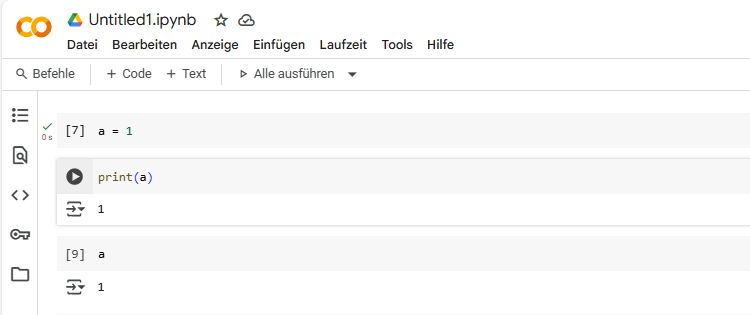 Untitled1.ipynb
Datei Bearbeiten Anzeige Einfügen Laufzeit Tools Hilfe
Befehle + Code + Text Alle ausführen
[7] a = 1
0 s
print(a)
1
[9] a
1